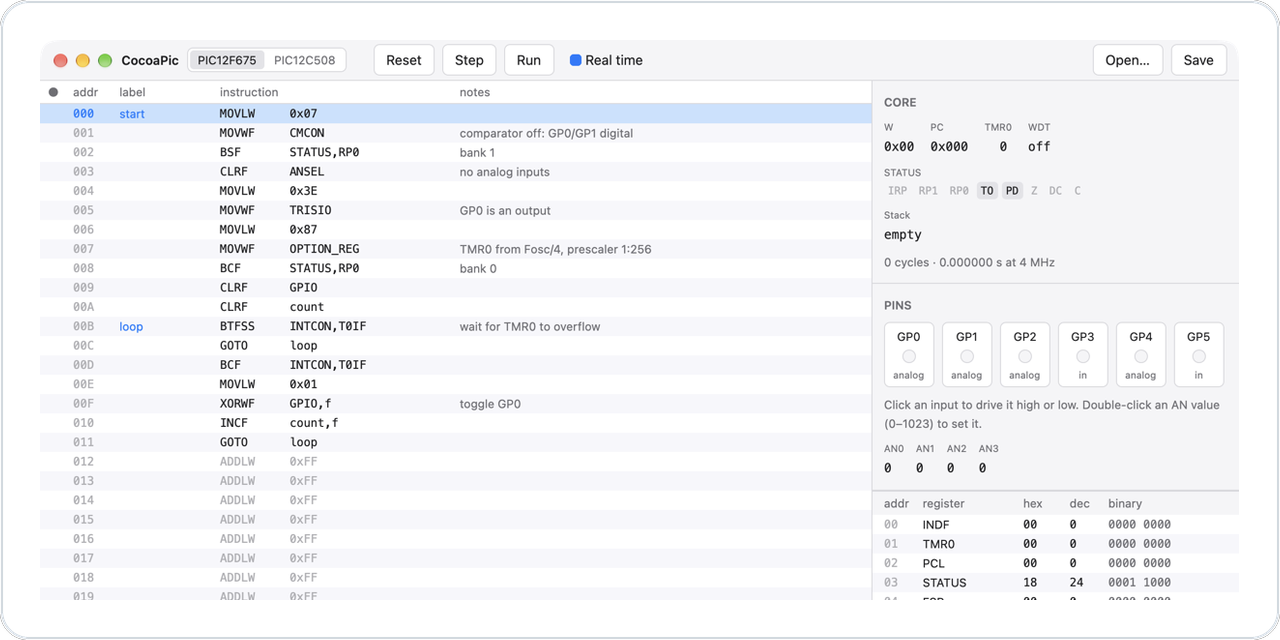 CocoaPic PIC12F675 PIC12C508 Reset Step Run Real time Open... Save
addr label instruction notes
000 start MOVLW 0x07
001 MOVWF CMCON comparator off: GP0/GP1 digital
002 BSF STATUS,RP0 bank 1
003 CLRF ANSEL no analog inputs
004 MOVLW 0x3E
005 MOVWF TRISIO GP0 is an output
006 MOVLW 0x87
007 MOVWF OPTION_REG TMR0 from Fosc/4, prescaler 1:256
008 BCF STATUS,RP0 bank 0
009 CLRF GPIO
00A CLRF count
00B loop BTFSS INTCON,T0IF wait for TMR0 to overflow
00C GOTO loop
00D BCF INTCON,T0IF
00E MOVLW 0x01
00F XORWF GPIO,f toggle GP0
010 INCF count,f
011 GOTO loop
012 ADDLW 0xFF
013 ADDLW 0xFF
014 ADDLW 0xFF
015 ADDLW 0xFF
016 ADDLW 0xFF
017 ADDLW 0xFF
018 ADDLW 0xFF
019 ADDLW 0xFF
CORE
W PC TMR0 WDT
0x00 0x000 0 off
STATUS
IRP RP1 RP0 TO PD Z DC C
Stack
empty
0 cycles · 0.000000 s at 4 MHz
PINS
GP0 GP1 GP2 GP3 GP4 GP5
analog analog analog in analog in
Click an input to drive it high or low. Double-click an AN value
(0–1023) to set it.
AN0 AN1 AN2 AN3
0 0 0 0
addr register hex dec binary
00 INDF 00 0 0000 0000
01 TMR0 00 0 0000 0000
02 PCL 00 0 0000 0000
03 STATUS 18 24 0001 1000